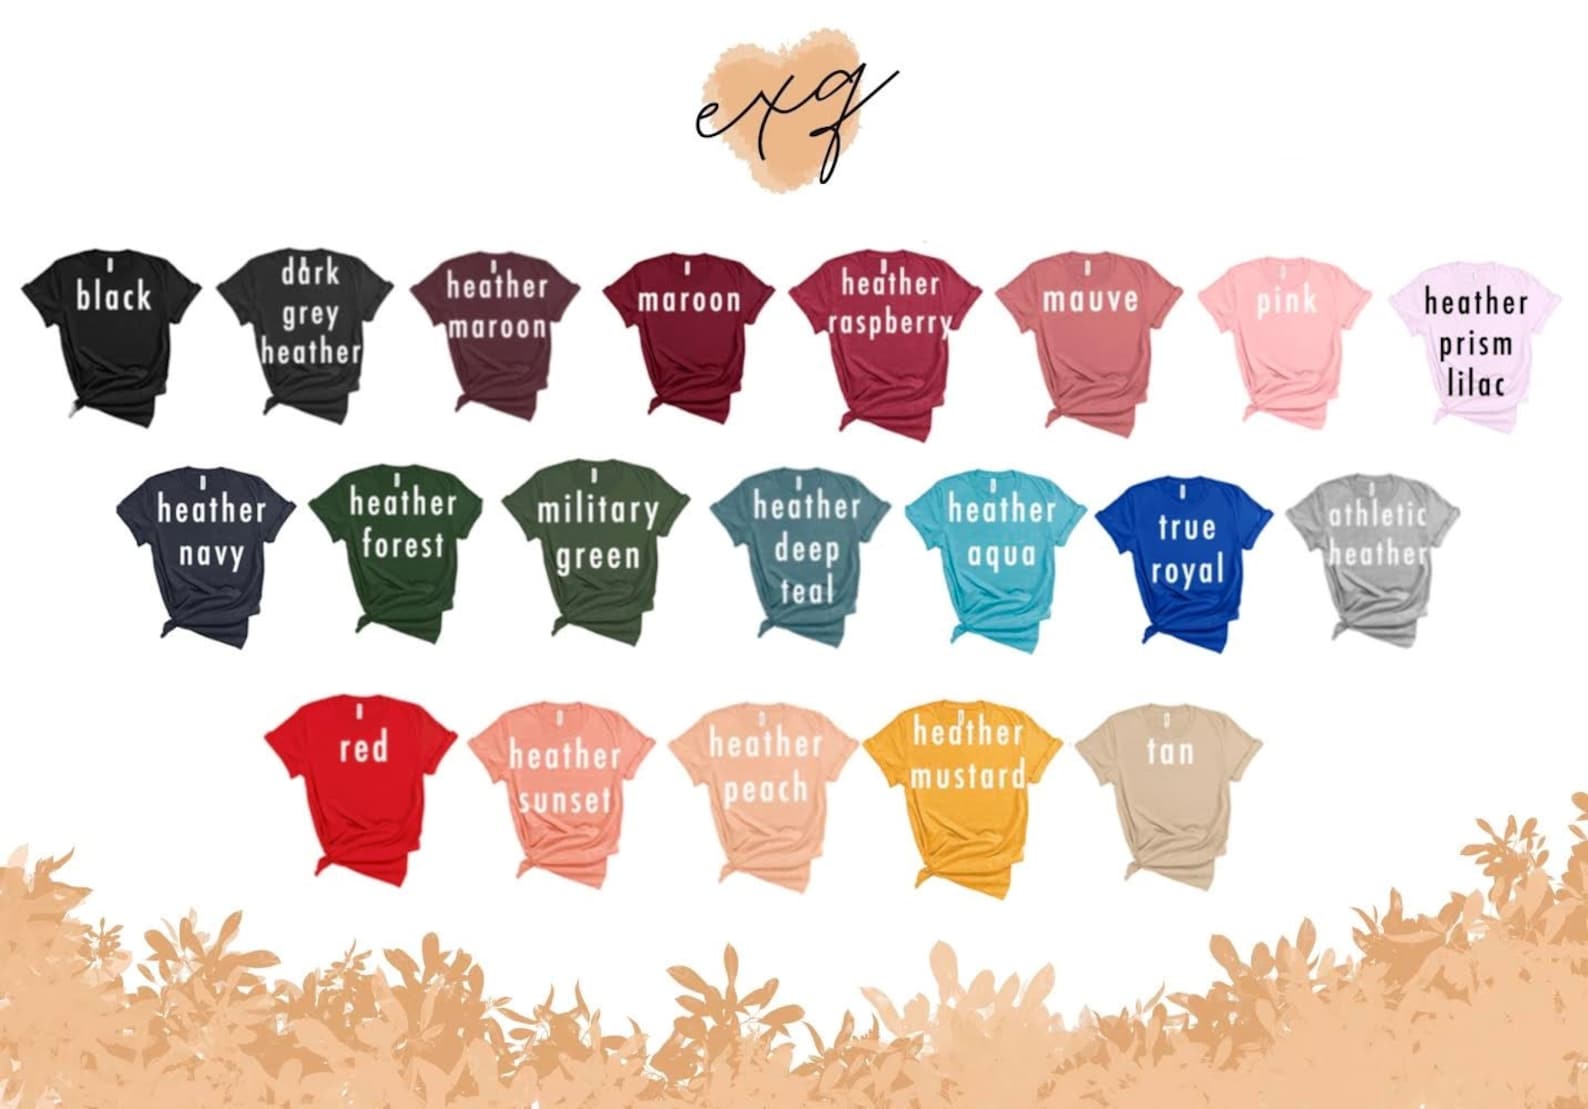 exq
black
dark
grey
heather
heather
maroon
maroon
heather
raspberry
mauve
pink
heather
prism
lilac
heather
navy
heather
forest
military
green
heather
deep
teal
heather
aqua
true
royal
athletic
heather
red
heather
sunset
heather
peach
heather
mustard
tan